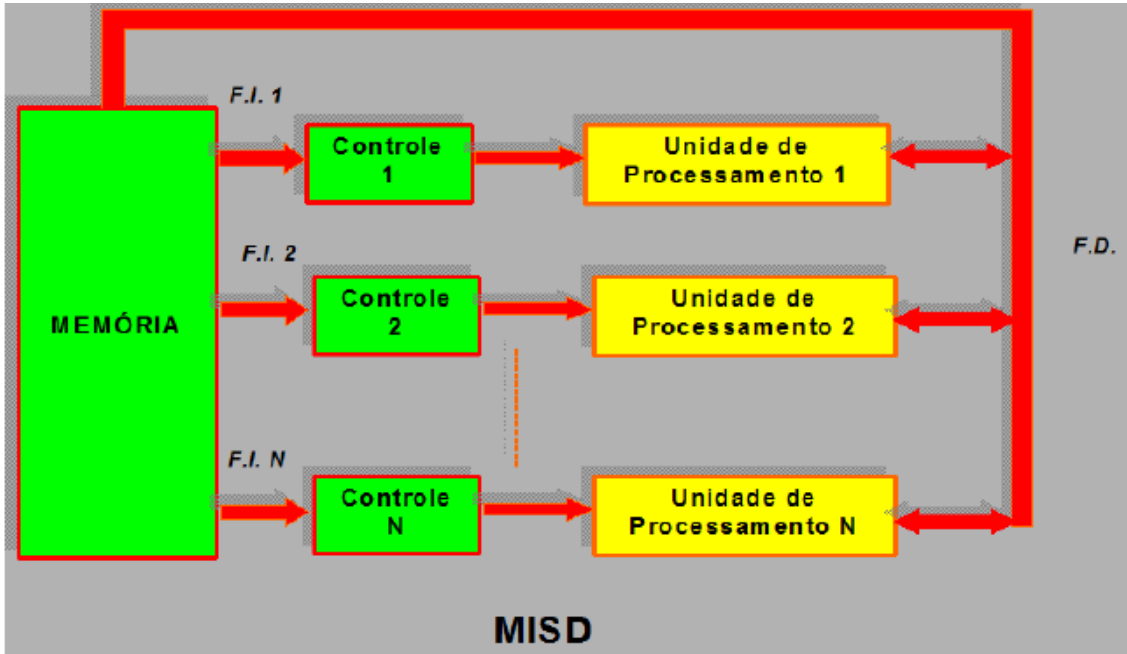 F.I. 1
Controle
1
Unidade de
Processamento 1
F.D.
F.I. 2
MEMÓRIA
Controle
2
Unidade de
Processamento 2
F.I. N
Controle
N
Unidade de
Processamento N
MISD